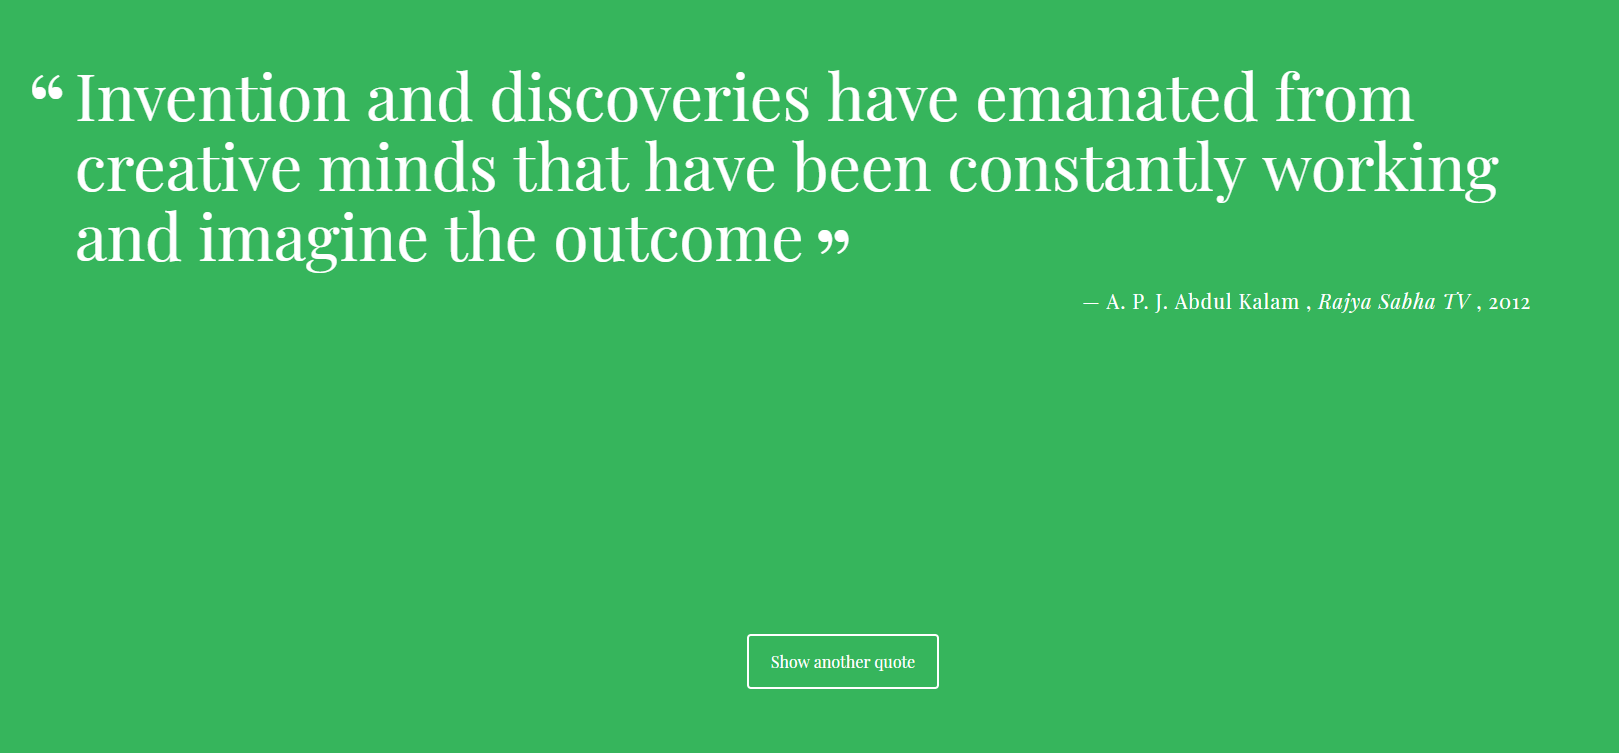 “ Invention and discoveries have emanated from
creative minds that have been constantly working
and imagine the outcome ”
— A. P. J. Abdul Kalam , Rajya Sabha TV , 2012
Show another quote